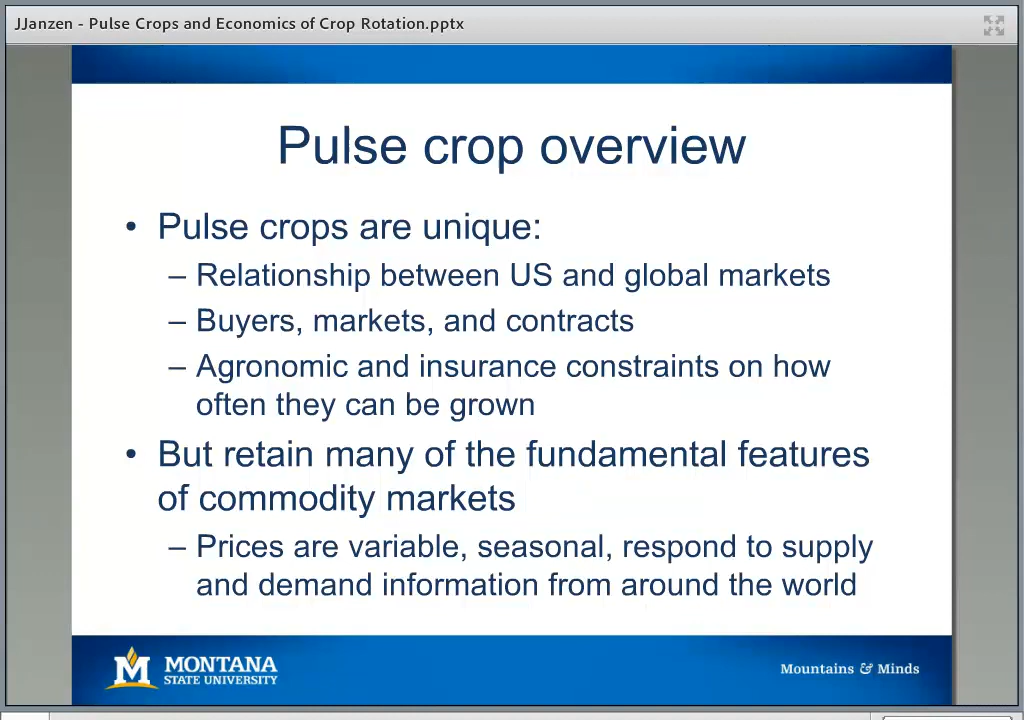 JJanzen - Pulse Crops and Economics of Crop Rotation.pptx
Pulse crop overview
• Pulse crops are unique:
– Relationship between US and global markets
– Buyers, markets, and contracts
– Agronomic and insurance constraints on how
often they can be grown
• But retain many of the fundamental features
of commodity markets
– Prices are variable, seasonal, respond to supply
and demand information from around the world
M MONTANA
STATE UNIVERSITY
Mountains & Minds